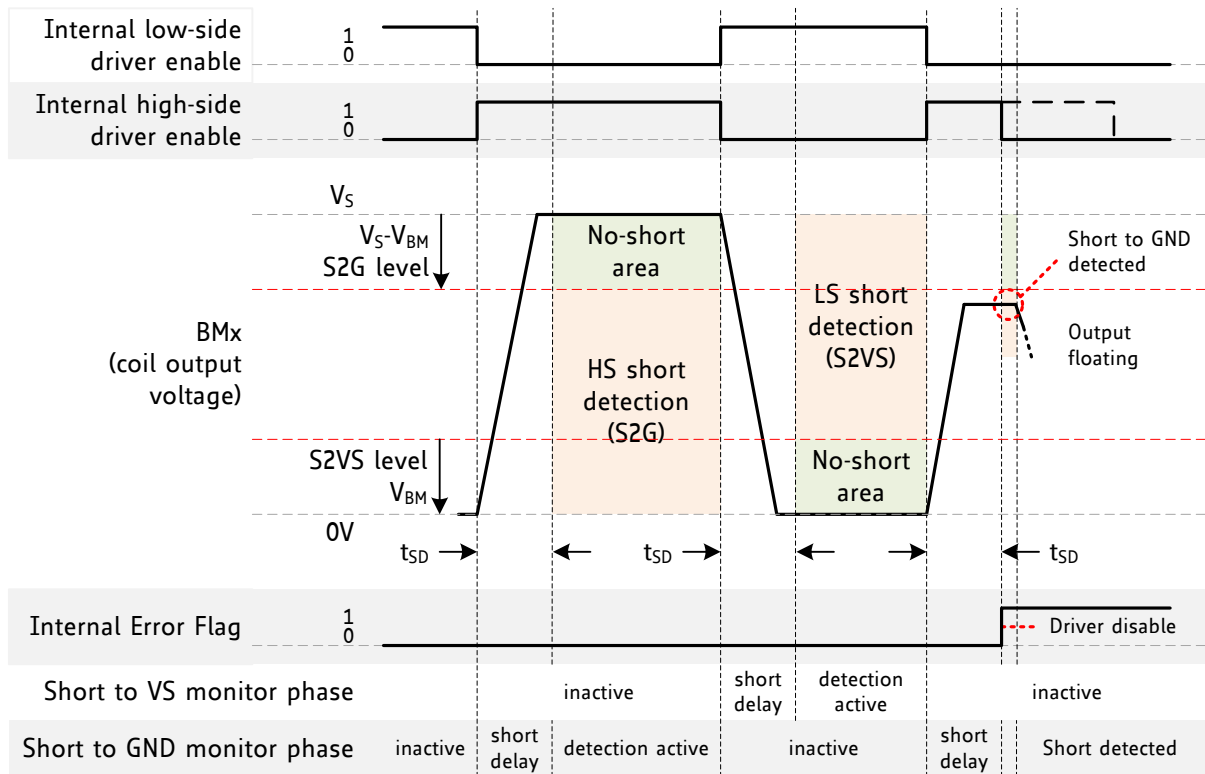 Internal low-side
driver enable
1
0
Internal high-side
driver enable
1
0
VS
VS-VBM
S2G level
No-short
area
HS short
detection
(S2G)
LS short
detection
(S2VS)
No-short
area
Short to GND
detected
Output
floating
BMx
(coil output
voltage)
S2VS level
VBM
0V
tSD
tSD
tSD
Internal Error Flag
1
0
Driver disable
Short to VS monitor phase
inactive
short
delay
detection
active
inactive
Short to GND monitor phase
inactive
short
delay
detection active
inactive
short
delay
Short detected